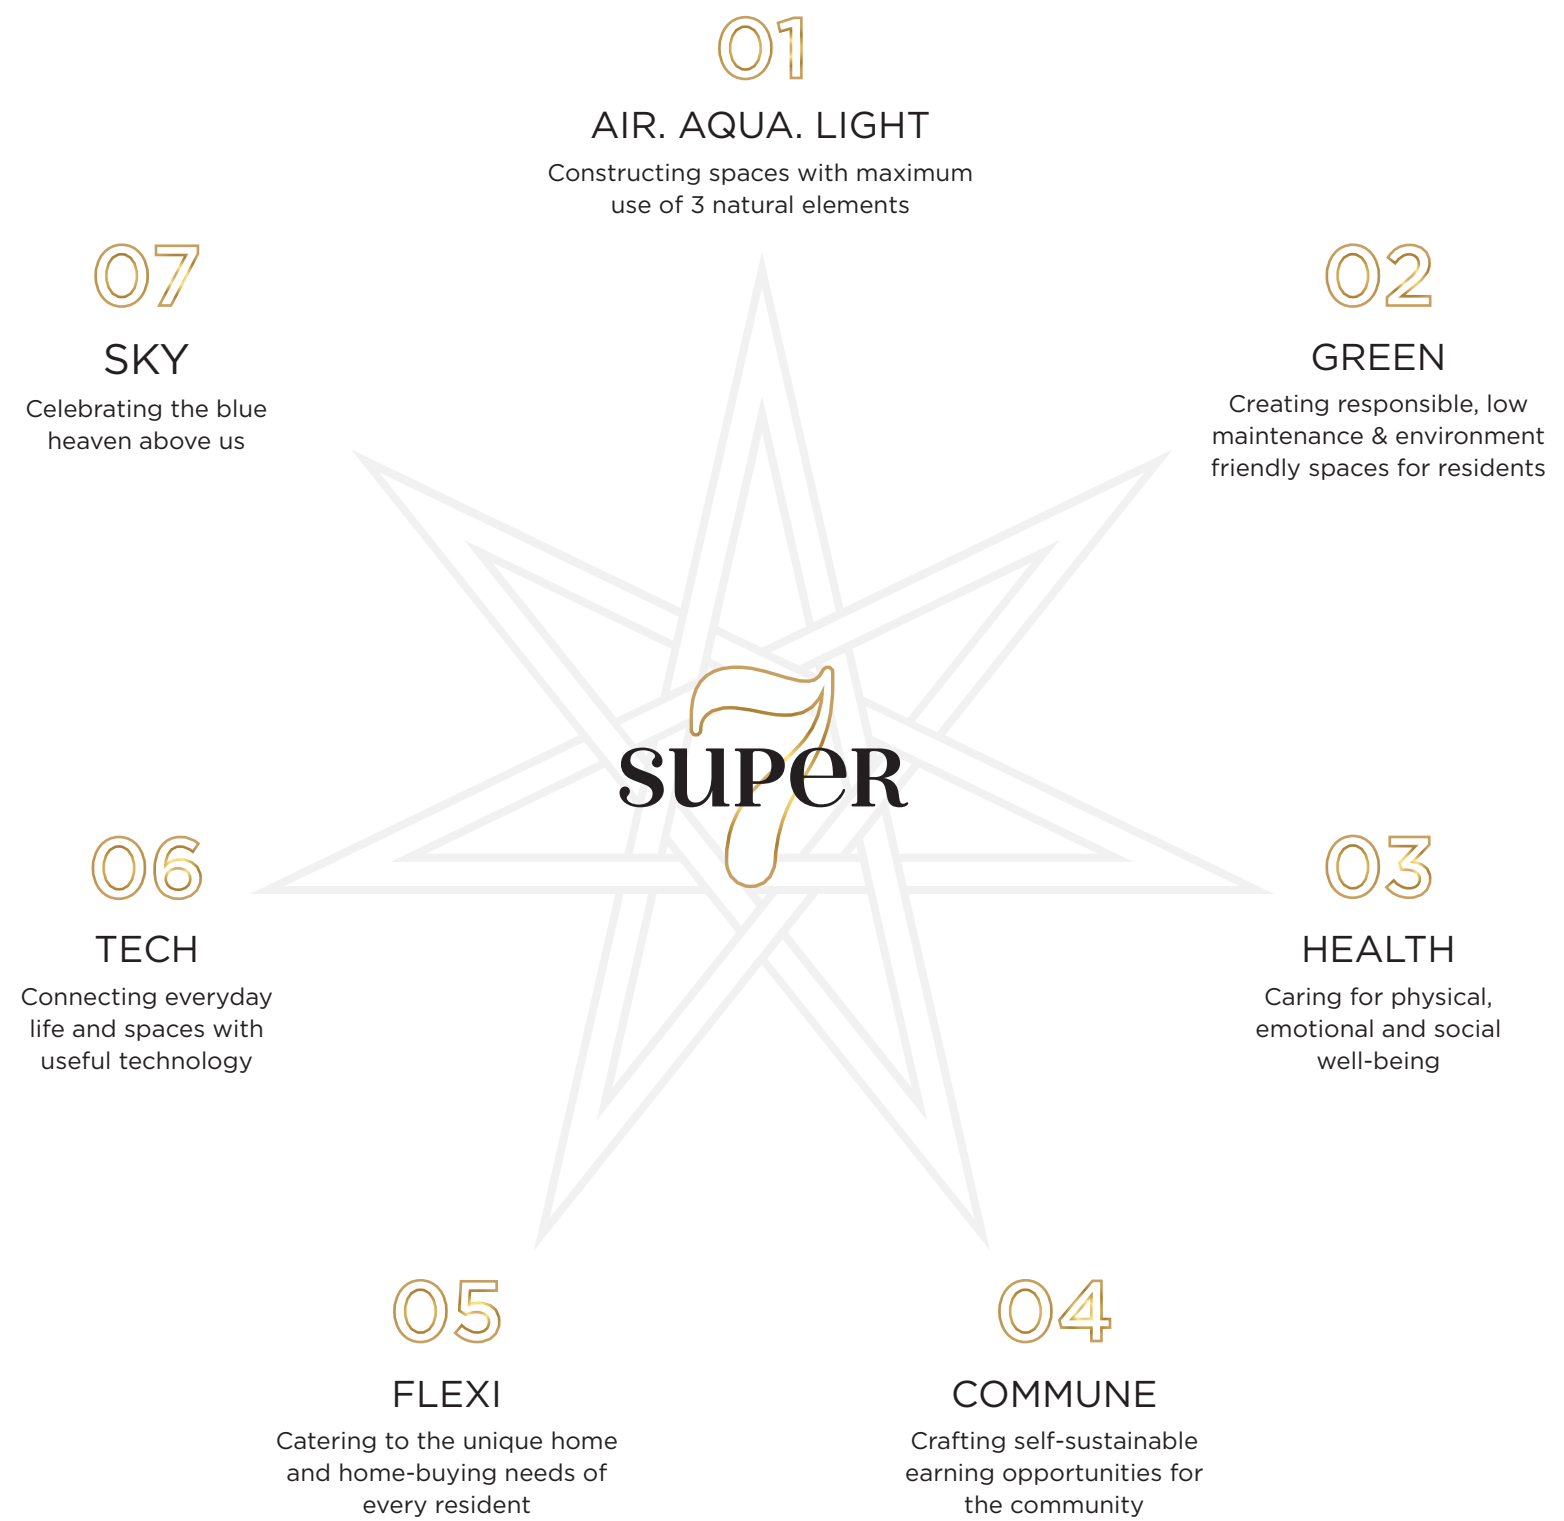 01
AIR. AQUA. LIGHT
Constructing spaces with maximum
use of 3 natural elements
02
GREEN
Creating responsible, low
maintenance & environment
friendly spaces for residents
03
HEALTH
Caring for physical,
emotional and social
well-being
04
COMMUNE
Crafting self-sustainable
earning opportunities for
the community
05
FLEXI
Catering to the unique home
and home-buying needs of
every resident
06
TECH
Connecting everyday
life and spaces with
useful technology
07
SKY
Celebrating the blue
heaven above us
7
SUPER